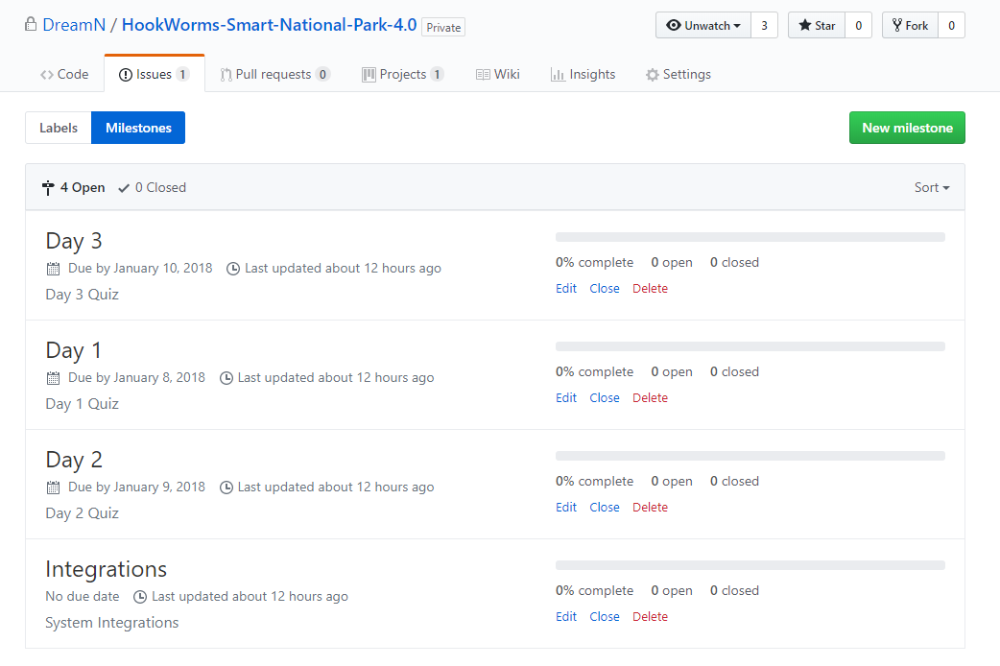 DreamN / HookWorms-Smart-National-Park-4.0 Private Unwatch 3 Star 0 Fork 0
Code Issues 1 Pull requests 0 Projects 1 Wiki Insights Settings
Labels Milestones New milestone
4 Open 0 Closed Sort
Day 3
Due by January 10, 2018 Last updated about 12 hours ago
Day 3 Quiz
0% complete 0 open 0 closed
Edit Close Delete
Day 1
Due by January 8, 2018 Last updated about 12 hours ago
Day 1 Quiz
0% complete 0 open 0 closed
Edit Close Delete
Day 2
Due by January 9, 2018 Last updated about 12 hours ago
Day 2 Quiz
0% complete 0 open 0 closed
Edit Close Delete
Integrations
No due date Last updated about 12 hours ago
System Integrations
0% complete 0 open 0 closed
Edit Close Delete